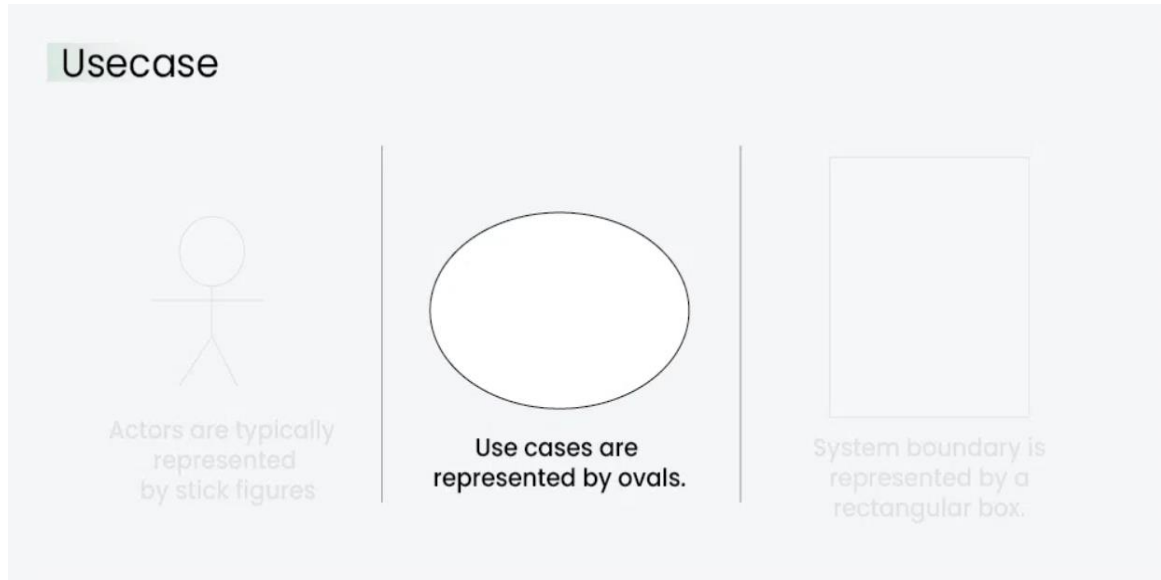 Usecase
Actors are typically
represented
by stick figures
Use cases are
represented by ovals.
System boundary is
represented by a
rectangular box.